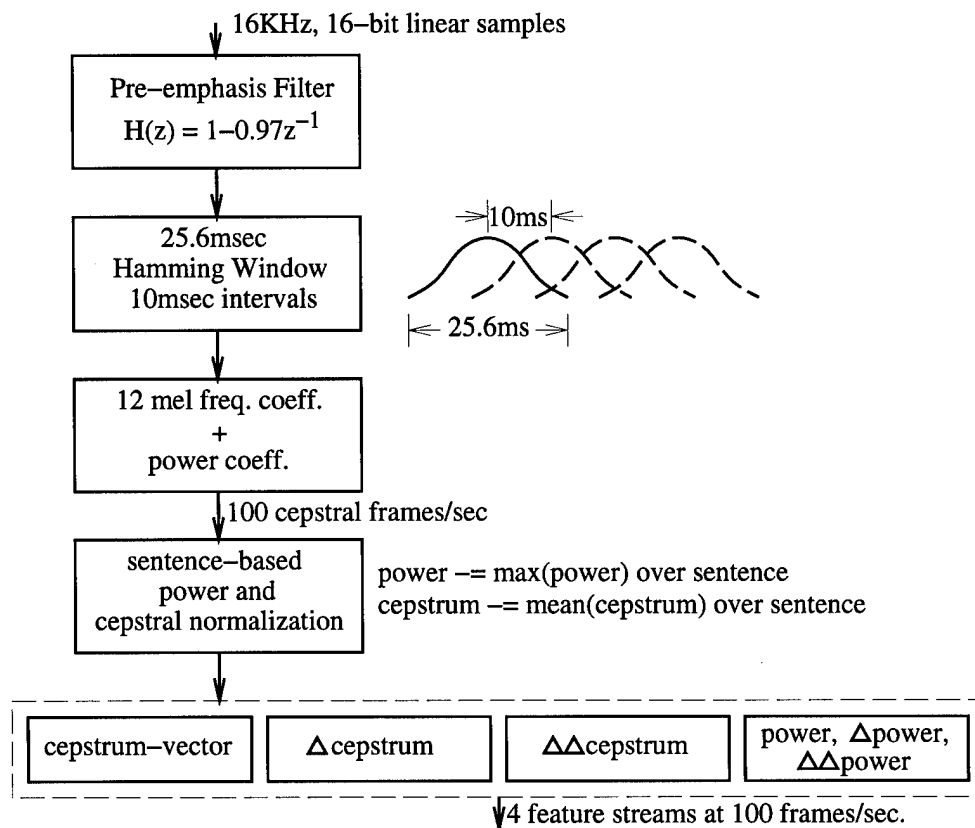 16KHz, 16–bit linear samples
Pre–emphasis Filter
H(z) = 1–0.97z⁻¹
25.6msec
Hamming Window
10msec intervals
10ms
25.6ms
12 mel freq. coeff.
+
power coeff.
100 cepstral frames/sec
sentence–based
power and
cepstral normalization
power –= max(power) over sentence
cepstrum –= mean(cepstrum) over sentence
cepstrum–vector
Δcepstrum
ΔΔcepstrum
power, Δpower,
ΔΔpower
4 feature streams at 100 frames/sec.